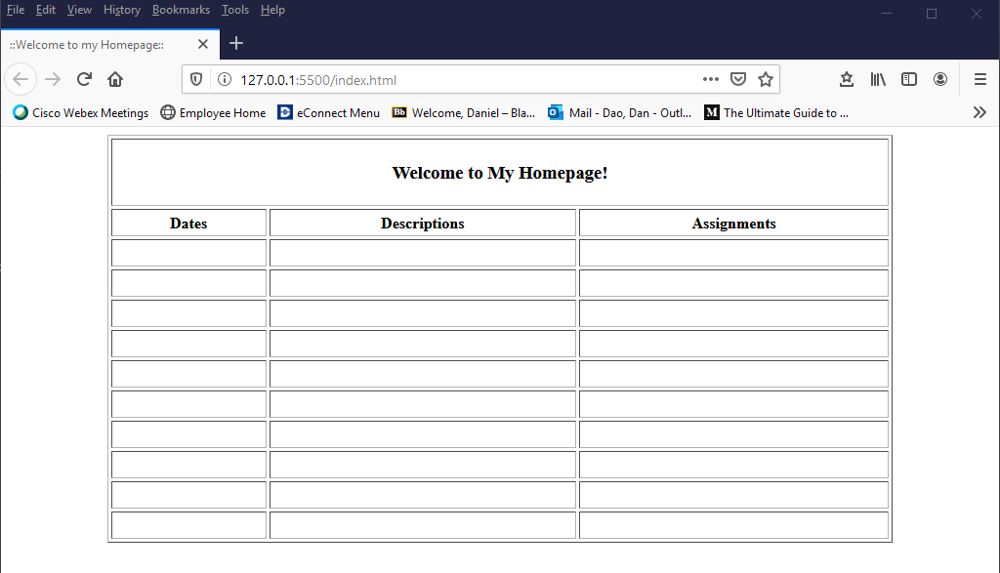 File Edit View History Bookmarks Tools Help
::Welcome to my Homepage::
127.0.0.1:5500/index.html
Cisco Webex Meetings Employee Home eConnect Menu Bb Welcome, Daniel – Bla... Mail - Dao, Dan - Outl... M The Ultimate Guide to ...
Welcome to My Homepage!
Dates Descriptions Assignments